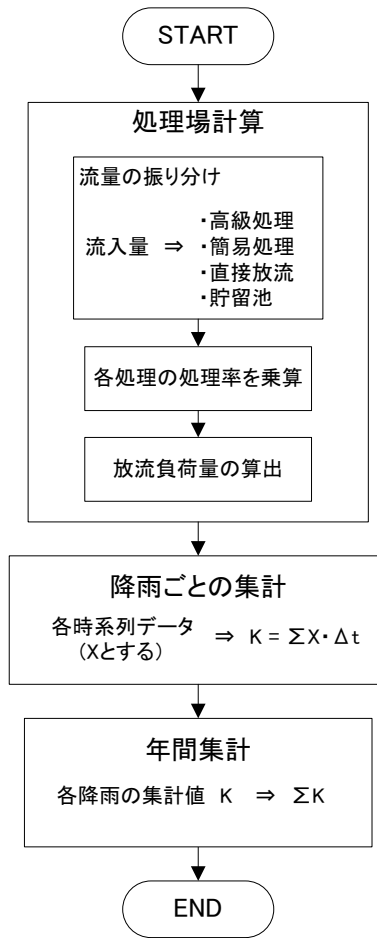 START
処理場計算
流量の振り分け
流入量 ⇒
・高級処理
・簡易処理
・直接放流
・貯留池
各処理の処理率を乗算
放流負荷量の算出
降雨ごとの集計
各時系列データ ⇒ K = ΣX・Δt
(Xとする)
年間集計
各降雨の集計値 K ⇒ ΣK
END